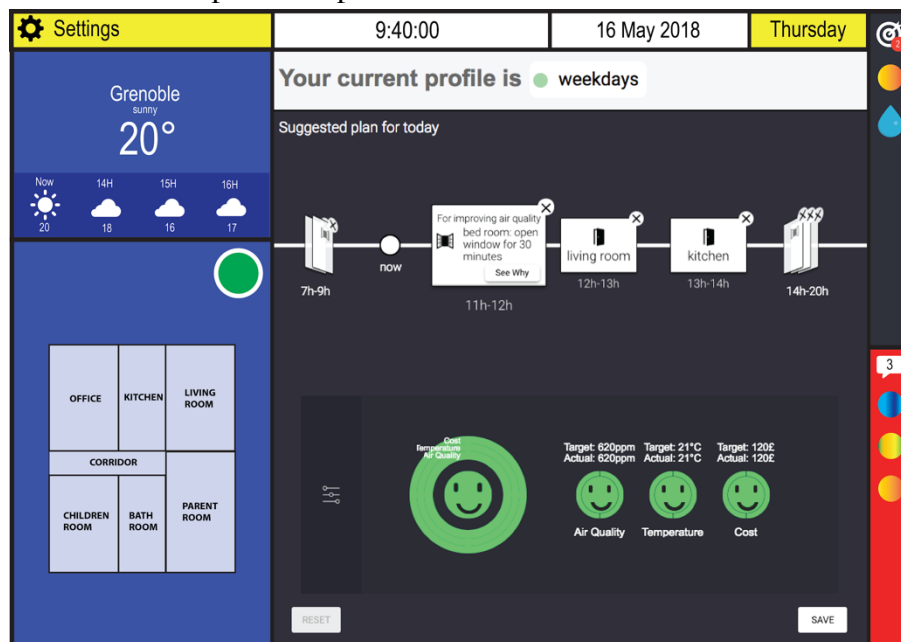 Settings
9:40:00
16 May 2018
Thursday
2
Grenoble
sunny
20°
Now 14H 15H 16H
20 18 16 17
Your current profile is weekdays
Suggested plan for today
7h-9h
now
For improving air quality
bed room: open
window for 30
minutes
See Why
11h-12h
living room
12h-13h
kitchen
13h-14h
14h-20h
3
OFFICE
KITCHEN
LIVING
ROOM
CORRIDOR
CHILDREN
ROOM
BATH
ROOM
PARENT
ROOM
Cost
Temperature
Air Quality
Target: 620ppm Target: 21°C Target: 120£
Actual: 620ppm Actual: 21°C Actual: 120£
Air Quality Temperature Cost
RESET
SAVE